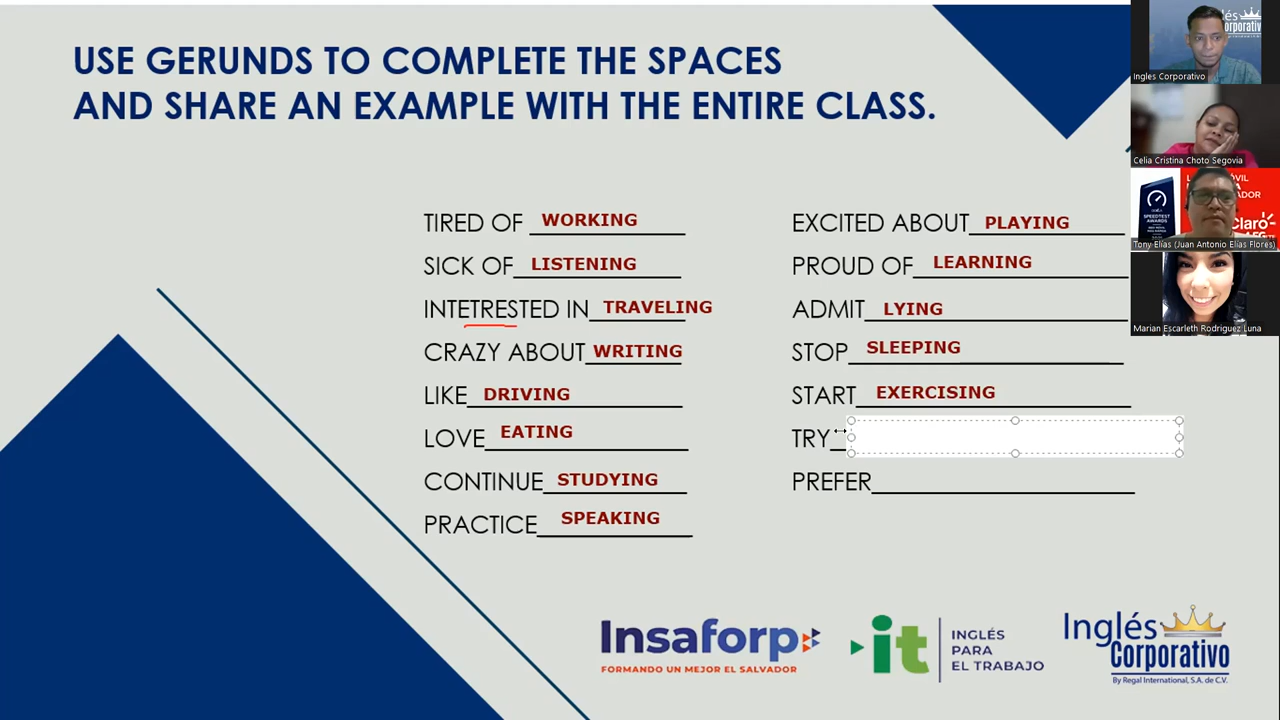 USE GERUNDS TO COMPLETE THE SPACES
AND SHARE AN EXAMPLE WITH THE ENTIRE CLASS.
TIRED OF WORKING
SICK OF LISTENING
INTETRESTED IN TRAVELING
CRAZY ABOUT WRITING
LIKE DRIVING
LOVE EATING
CONTINUE STUDYING
PRACTICE SPEAKING
EXCITED ABOUT PLAYING
PROUD OF LEARNING
ADMIT LYING
STOP SLEEPING
START EXERCISING
TRY
PREFER
Insaforp
FORMANDO UN MEJOR EL SALVADOR
it
INGLÉS
PARA
EL TRABAJO
Inglés
Corporativo
By Regal International, S.A. de C.V.
Ingles Corporativo
Celia Cristina Choto Segovia
SPEEDTEST
AWARDS
Claro
Tony Elías (Juan Antonio Elias Flores)
Marian Escarleth Rodriguez Luna